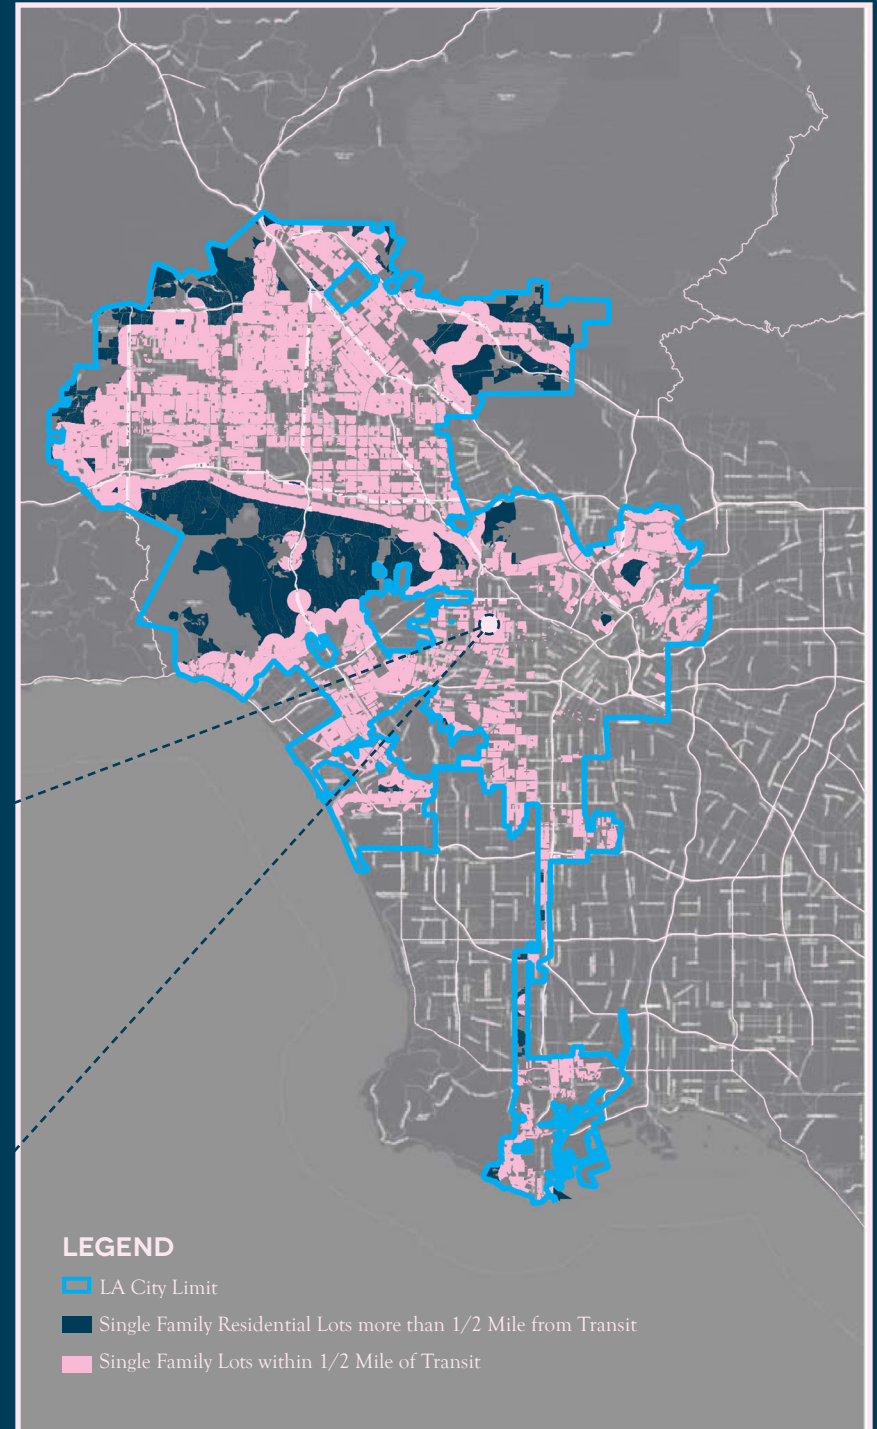 LEGEND
LA City Limit
Single Family Residential Lots more than 1/2 Mile from Transit
Single Family Lots within 1/2 Mile of Transit